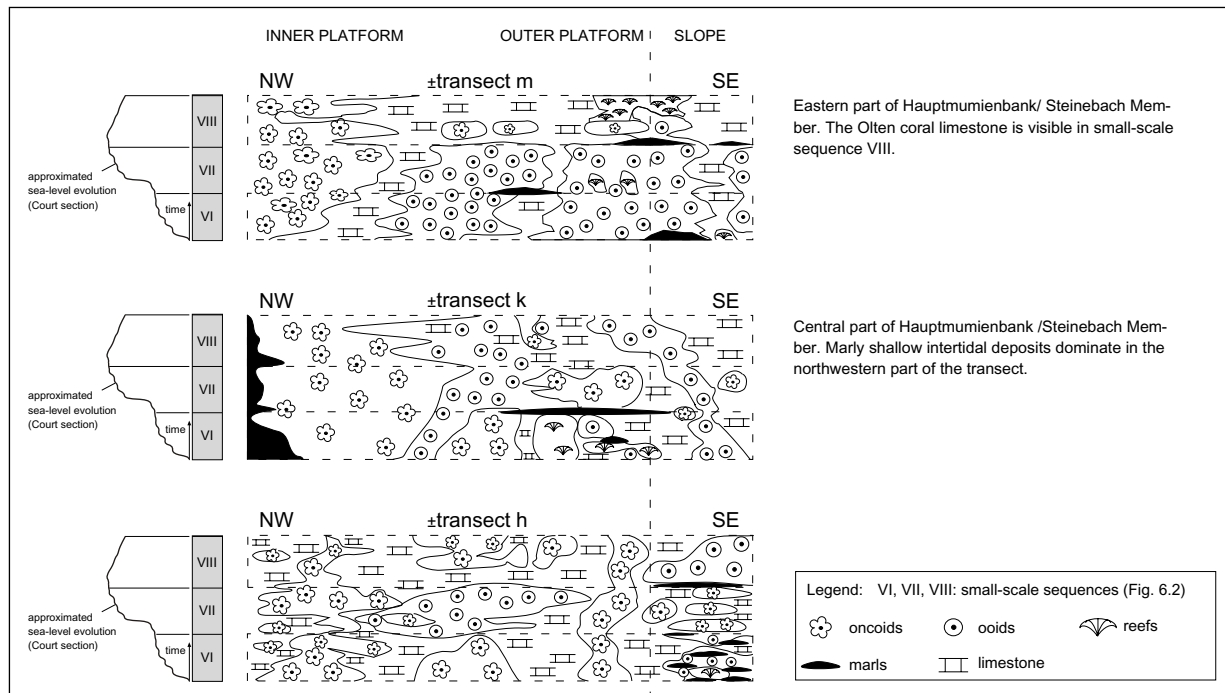 INNER PLATFORM OUTER PLATFORM SLOPE
NW ±transect m SE
VIII
VII
VI
approximated
sea-level evolution
(Court section)
time
Eastern part of Hauptmumienbank/ Steinebach Mem-
ber. The Olten coral limestone is visible in small-scale
sequence VIII.
NW ±transect k SE
VIII
VII
VI
approximated
sea-level evolution
(Court section)
time
Central part of Hauptmumienbank /Steinebach Mem-
ber. Marly shallow intertidal deposits dominate in the
northwestern part of the transect.
NW ±transect h SE
VIII
VII
VI
approximated
sea-level evolution
(Court section)
time
Legend: VI, VII, VIII: small-scale sequences (Fig. 6.2)
oncoids ooids reefs
marls limestone